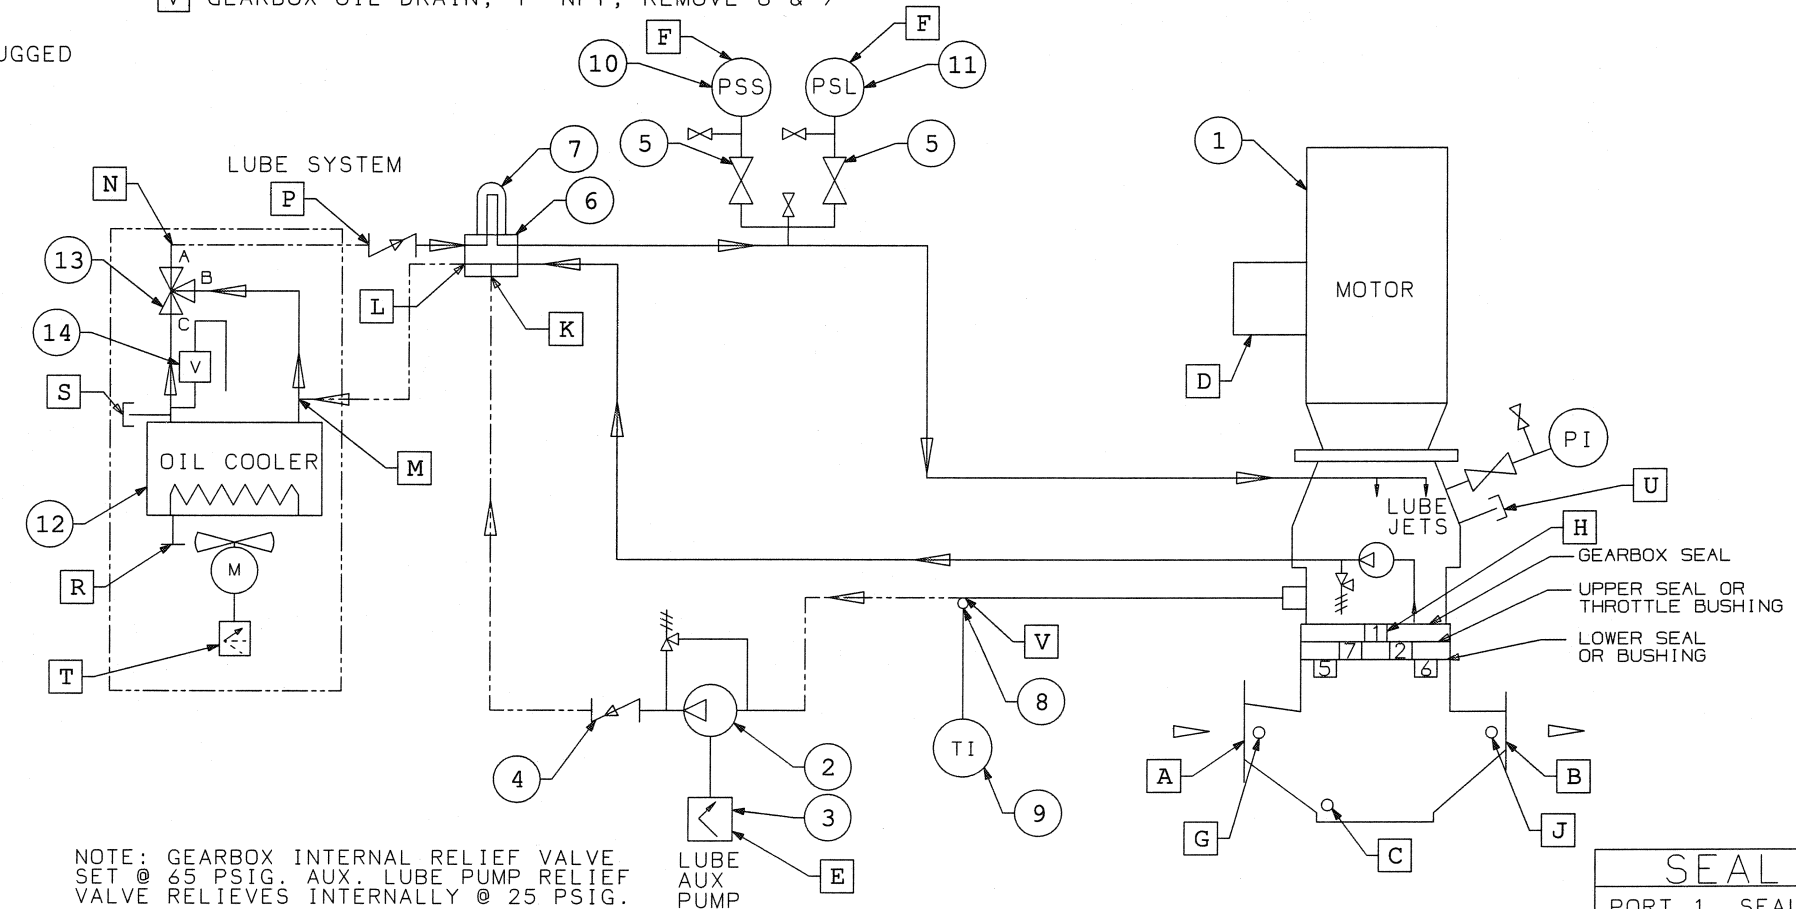 V GEARBOX OIL DRAIN, 1" NPT, REMOVE 8 & 9
UGGED
F
F
10
PSS
PSL
11
5
5
LUBE SYSTEM
7
6
N
P
1
A
B
C
13
14
V
S
L
K
MOTOR
D
OIL COOLER
M
12
PI
U
LUBE
JETS
H
GEARBOX SEAL
UPPER SEAL OR
THROTTLE BUSHING
LOWER SEAL
OR BUSHING
R
M
T
1
7
2
5
6
V
8
TI
9
4
2
3
E
LUBE
AUX
PUMP
A
B
G
C
J
NOTE: GEARBOX INTERNAL RELIEF VALVE
SET @ 65 PSIG. AUX. LUBE PUMP RELIEF
VALVE RELIEVES INTERNALLY @ 25 PSIG.
SEAL
PORT 1, SEAL